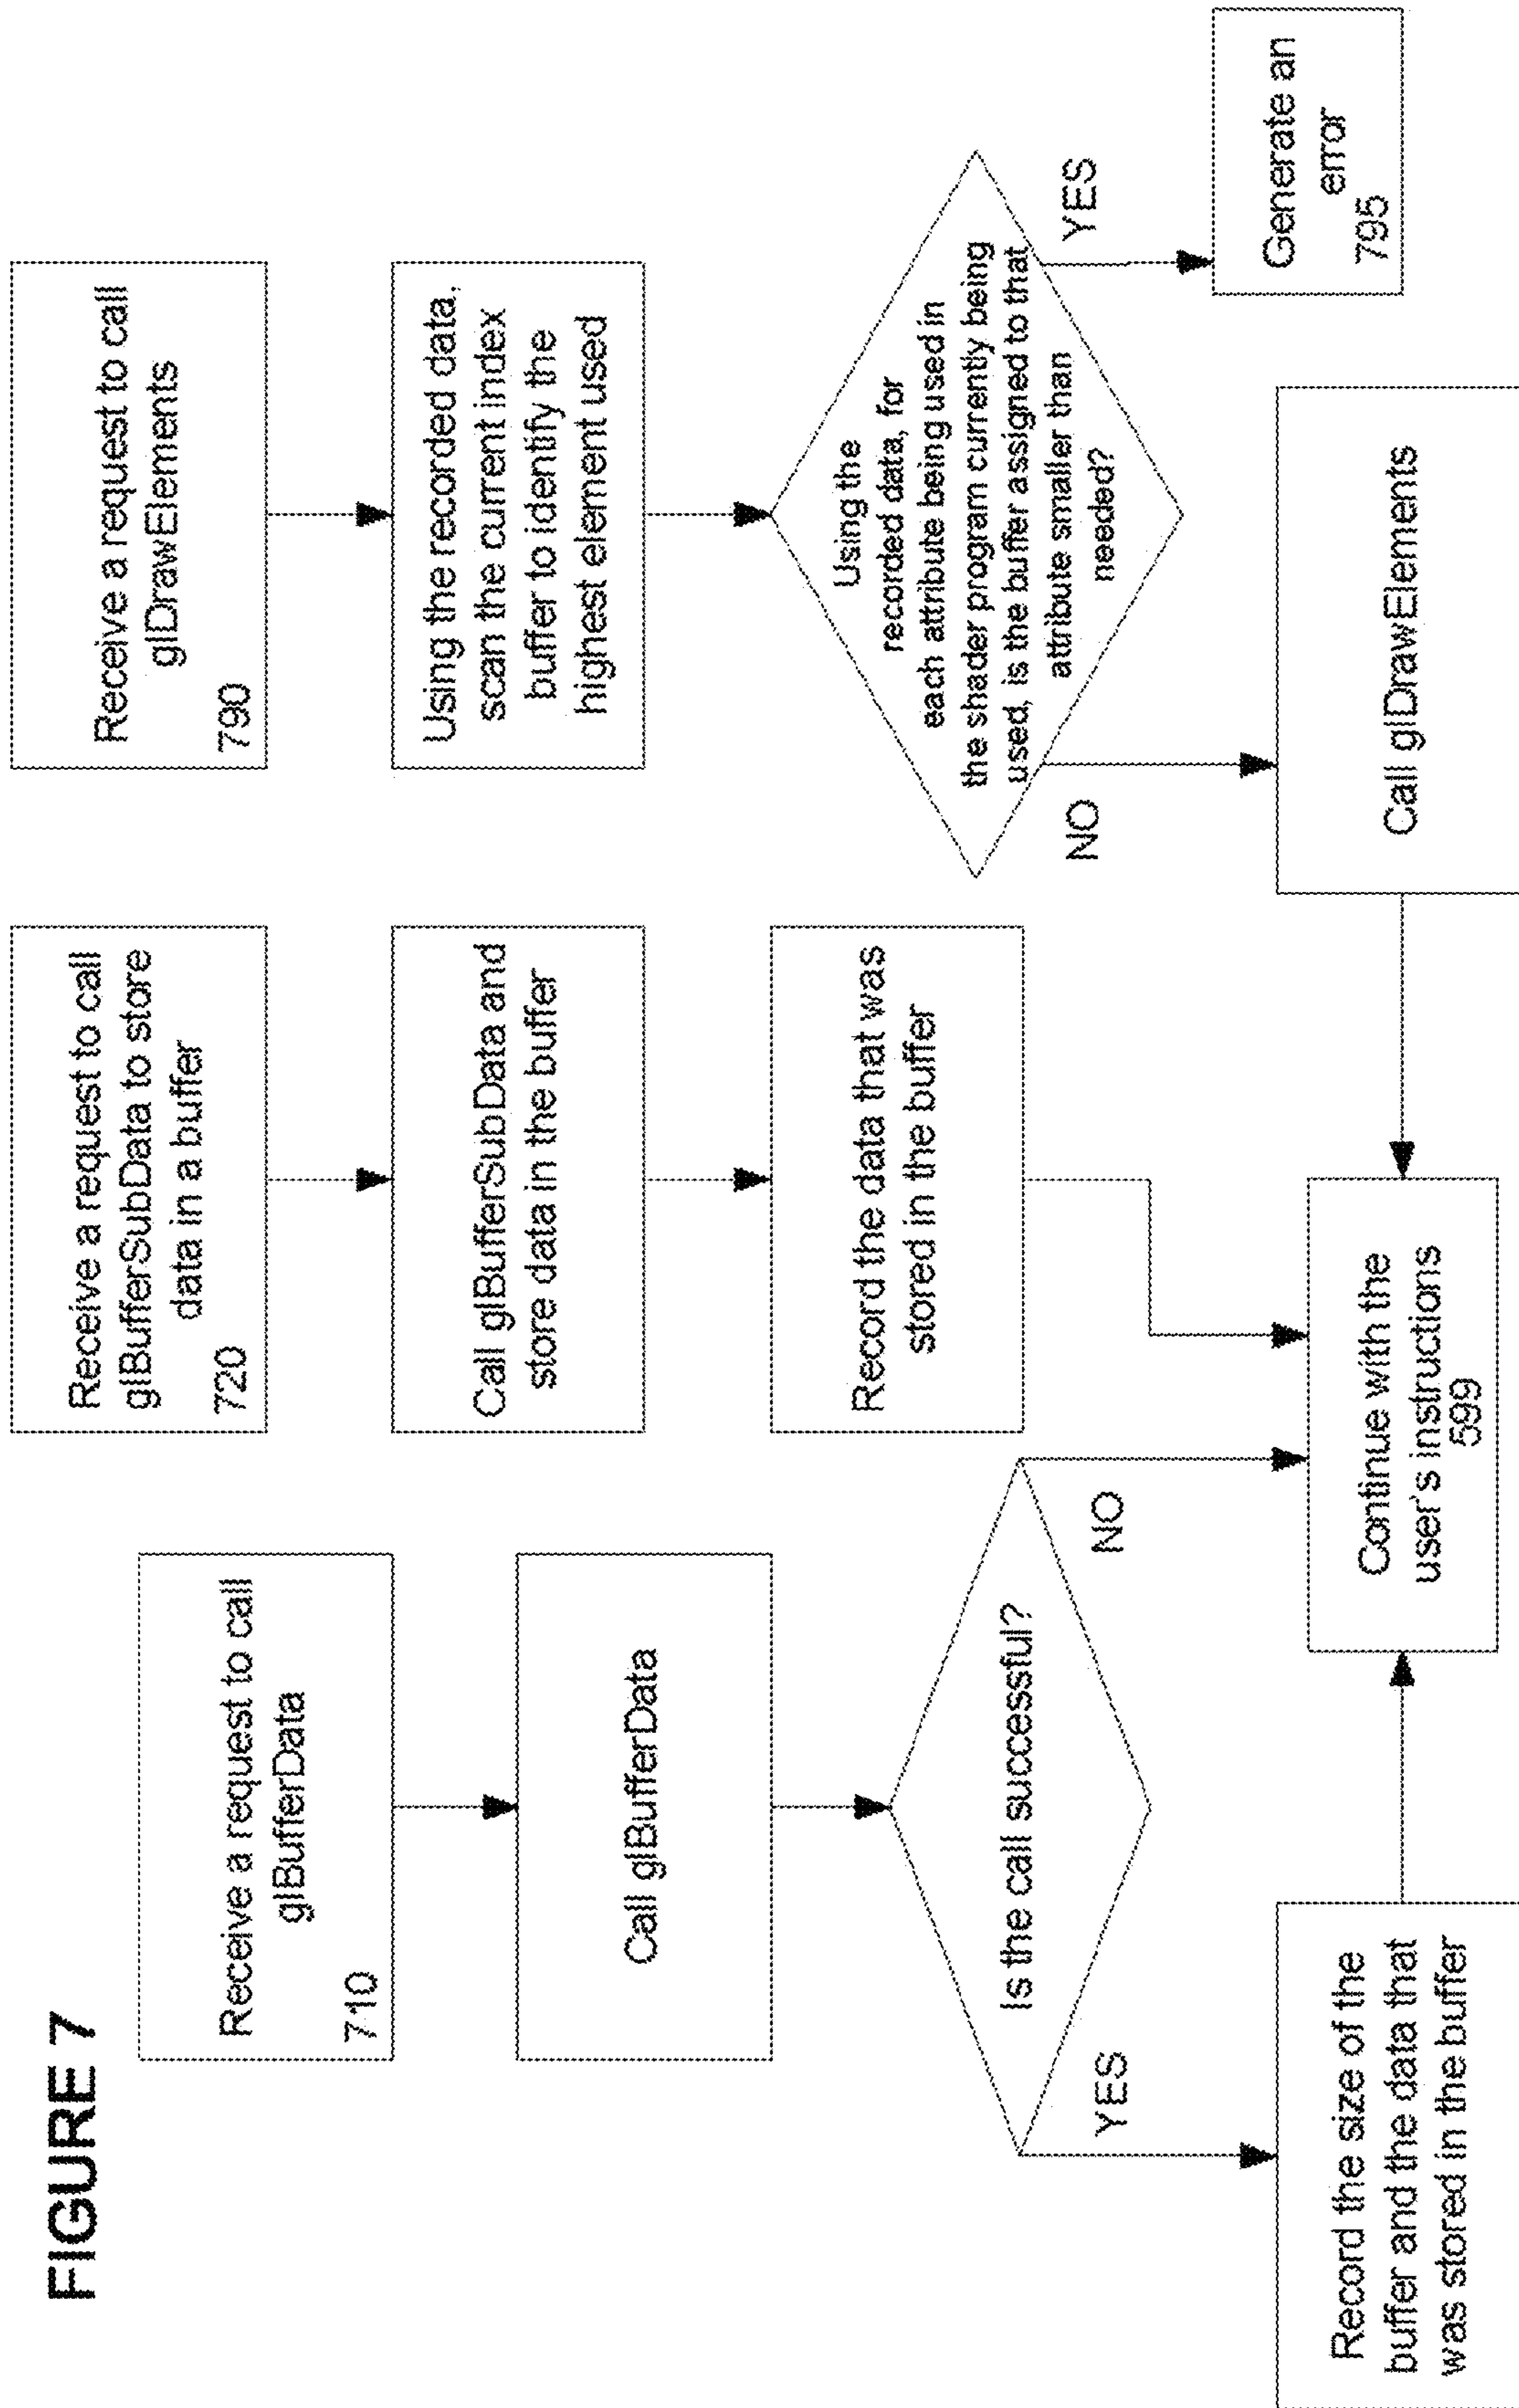 FIGURE 7
Receive a request to call
glBufferData
710
Call glBufferData
Is the call successful?
YES
NO
Record the size of the
buffer and the data that
was stored in the buffer
Receive a request to call
glBufferSubData to store
data in a buffer
720
Call glBufferSubData and
store data in the buffer
Record the data that was
stored in the buffer
Continue with the
user's instructions
599
Receive a request to call
glDrawElements
790
Using the recorded data,
scan the current index
buffer to identify the
highest element used
Using the
recorded data, for
each attribute being used in
the shader program currently being
used, is the buffer assigned to that
attribute smaller than
needed?
NO
YES
Call glDrawElements
Generate an
error
795